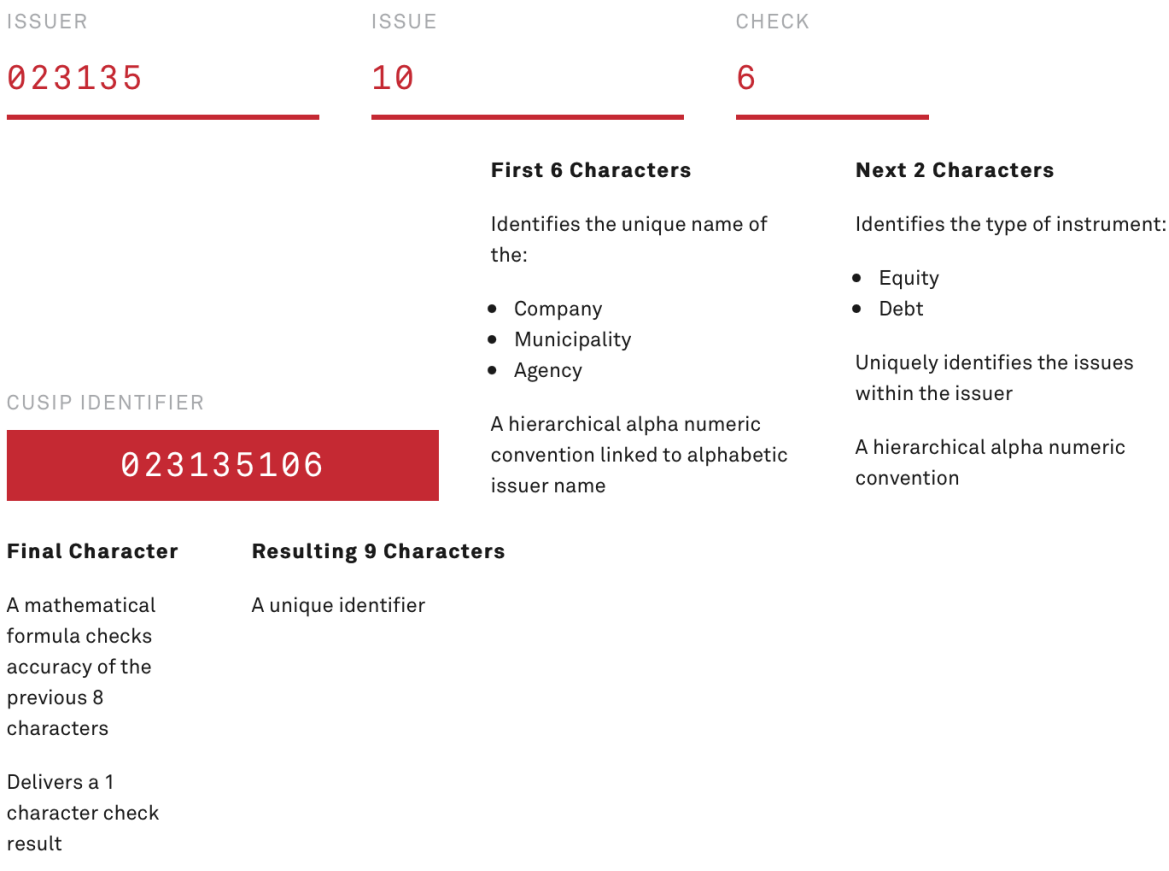 ISSUER
023135
ISSUE
10
CHECK
6
First 6 Characters
Identifies the unique name of
the:
• Company
• Municipality
• Agency
A hierarchical alpha numeric
convention linked to alphabetic
issuer name
Next 2 Characters
Identifies the type of instrument:
• Equity
• Debt
Uniquely identifies the issues
within the issuer
A hierarchical alpha numeric
convention
CUSIP IDENTIFIER
023135106
Final Character
A mathematical
formula checks
accuracy of the
previous 8
characters
Delivers a 1
character check
result
Resulting 9 Characters
A unique identifier